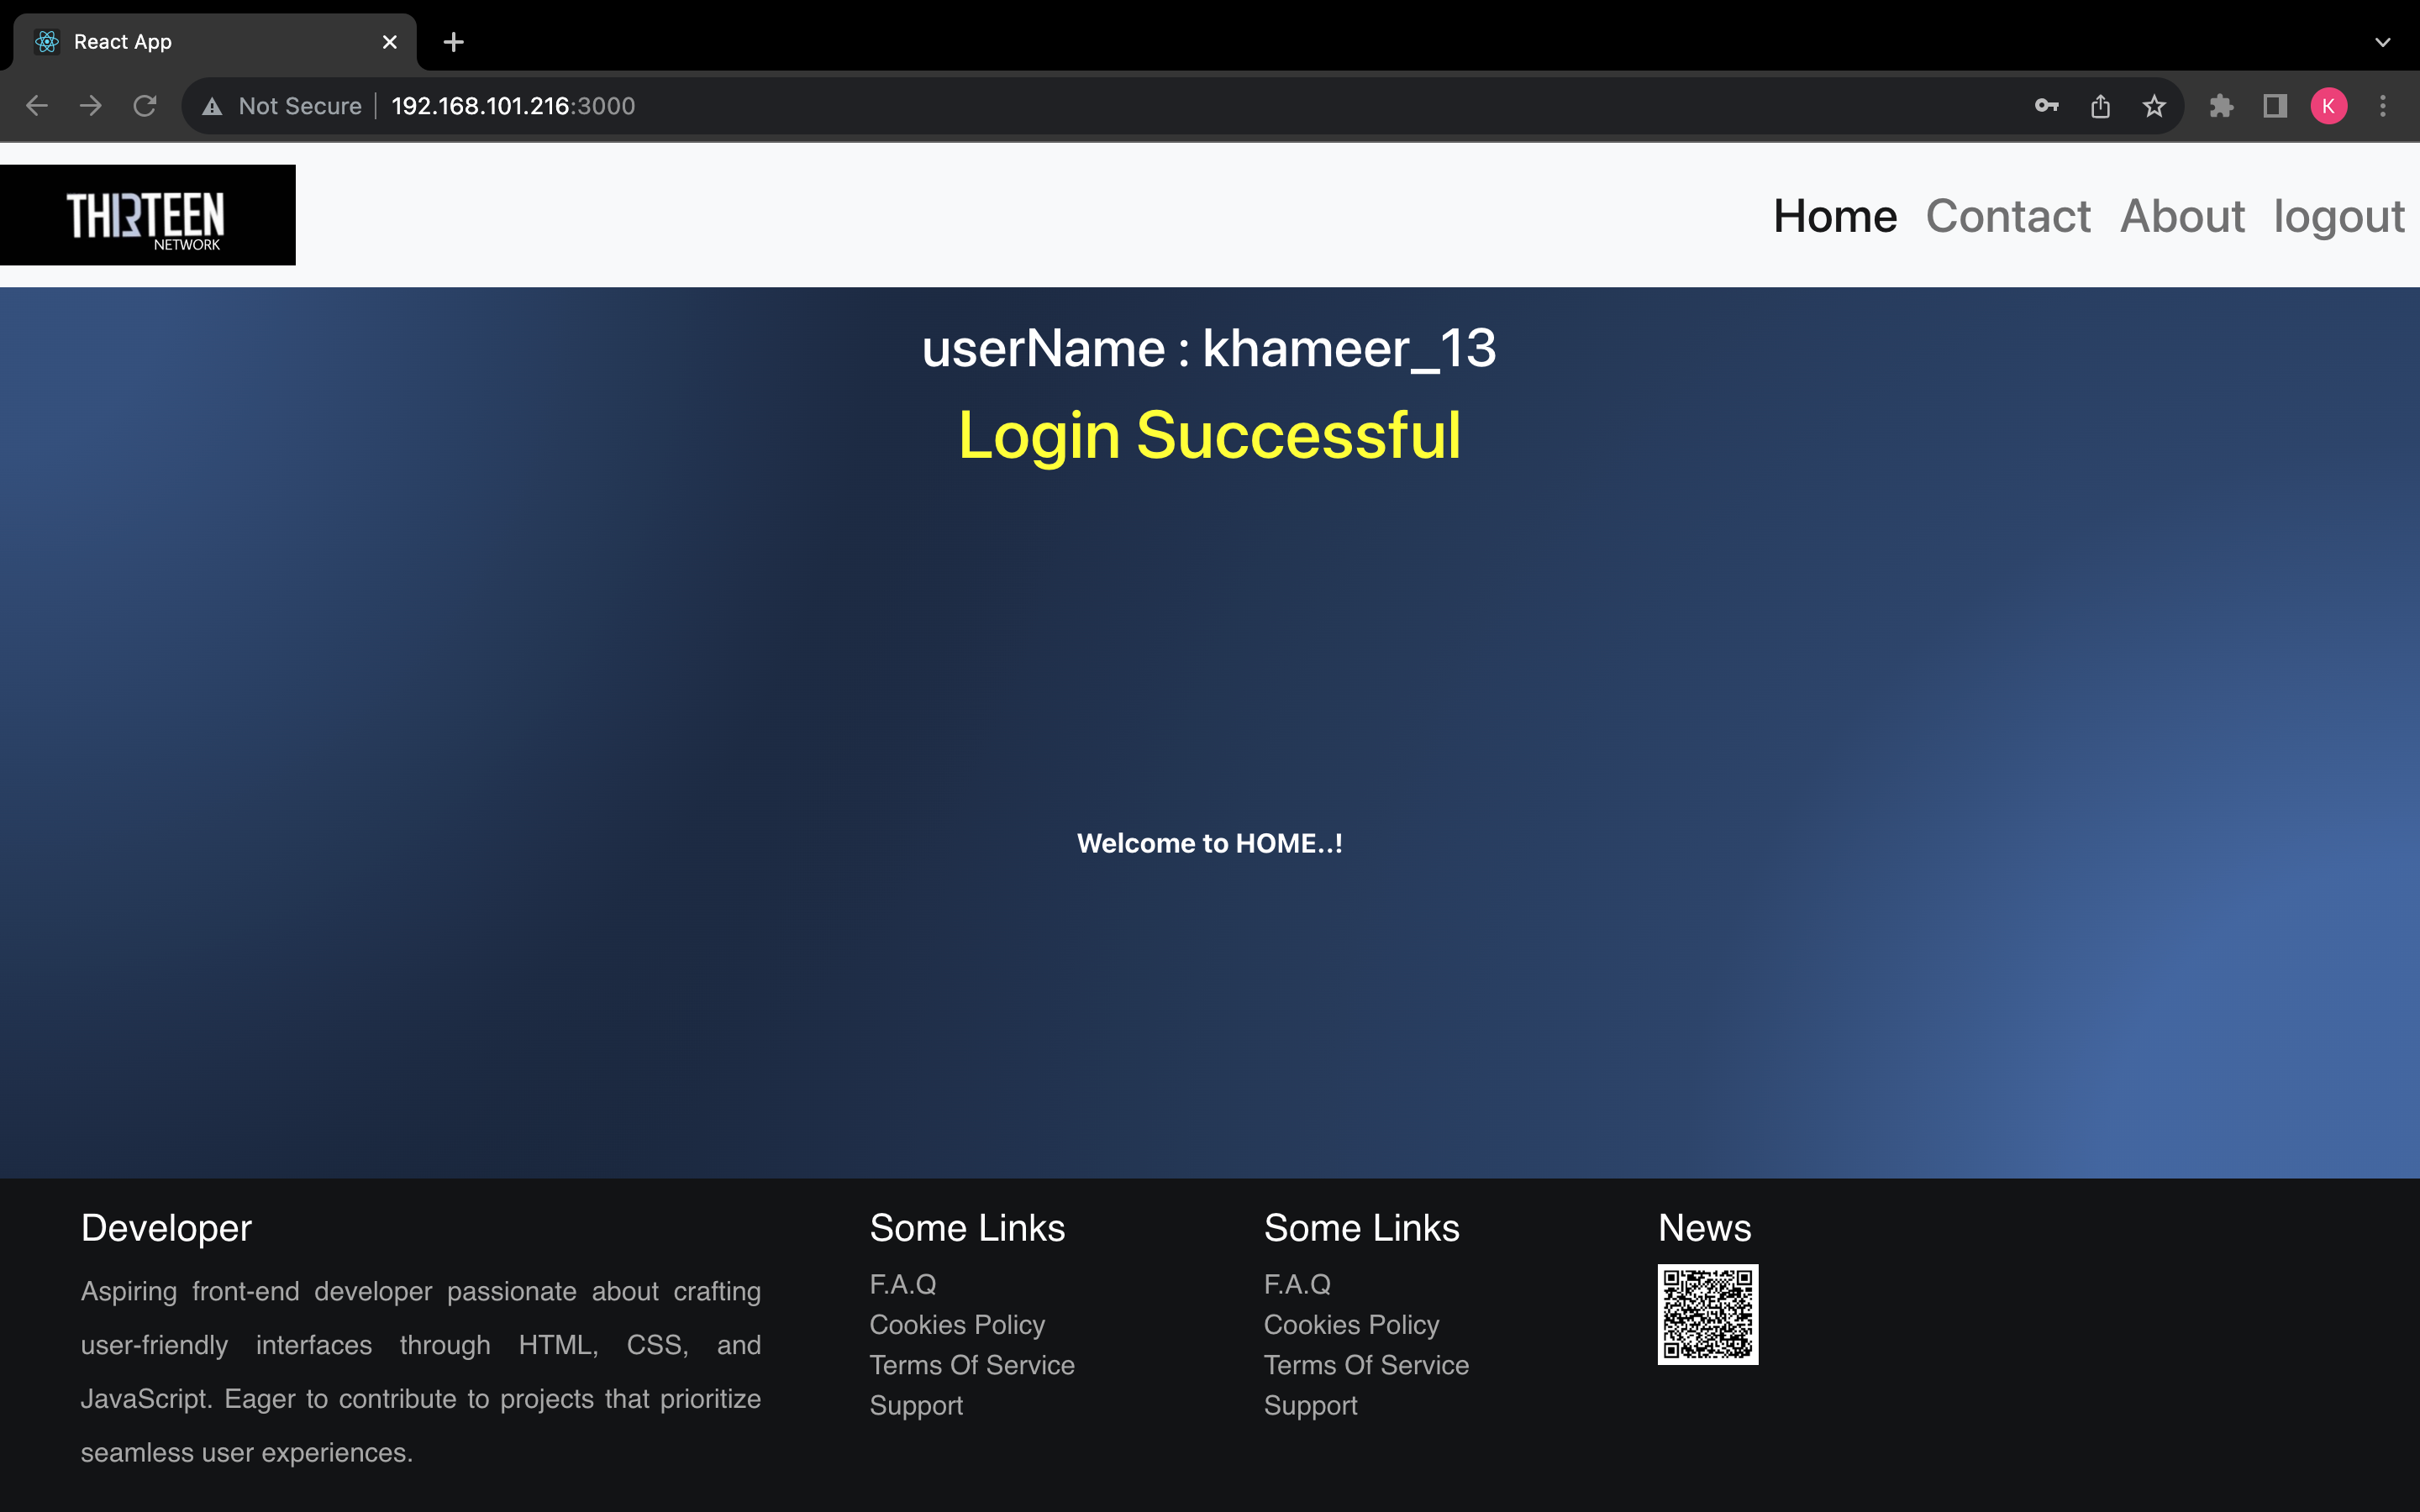 React App
Not Secure | 192.168.101.216:3000
K
TH13TEEN
NETWORK
Home Contact About logout
userName : khameer_13
Login Successful
Welcome to HOME..!
Developer
Aspiring front-end developer passionate about crafting
user-friendly interfaces through HTML, CSS, and
JavaScript. Eager to contribute to projects that prioritize
seamless user experiences.
Some Links
F.A.Q
Cookies Policy
Terms Of Service
Support
Some Links
F.A.Q
Cookies Policy
Terms Of Service
Support
News